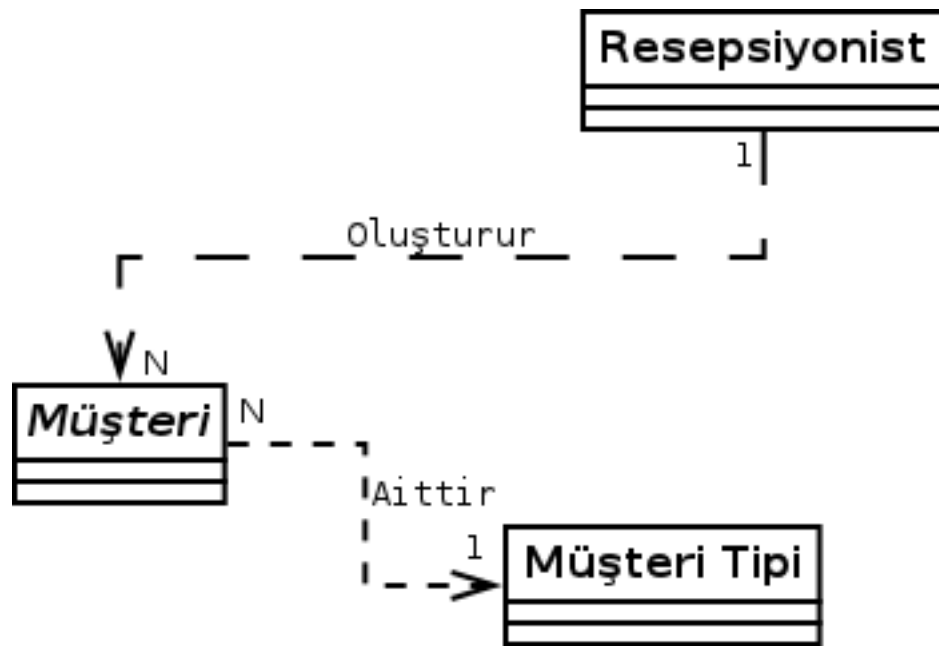 Resepsiyonist
1
Oluşturur
N
Müşteri
N
Aittir
1
Müşteri Tipi